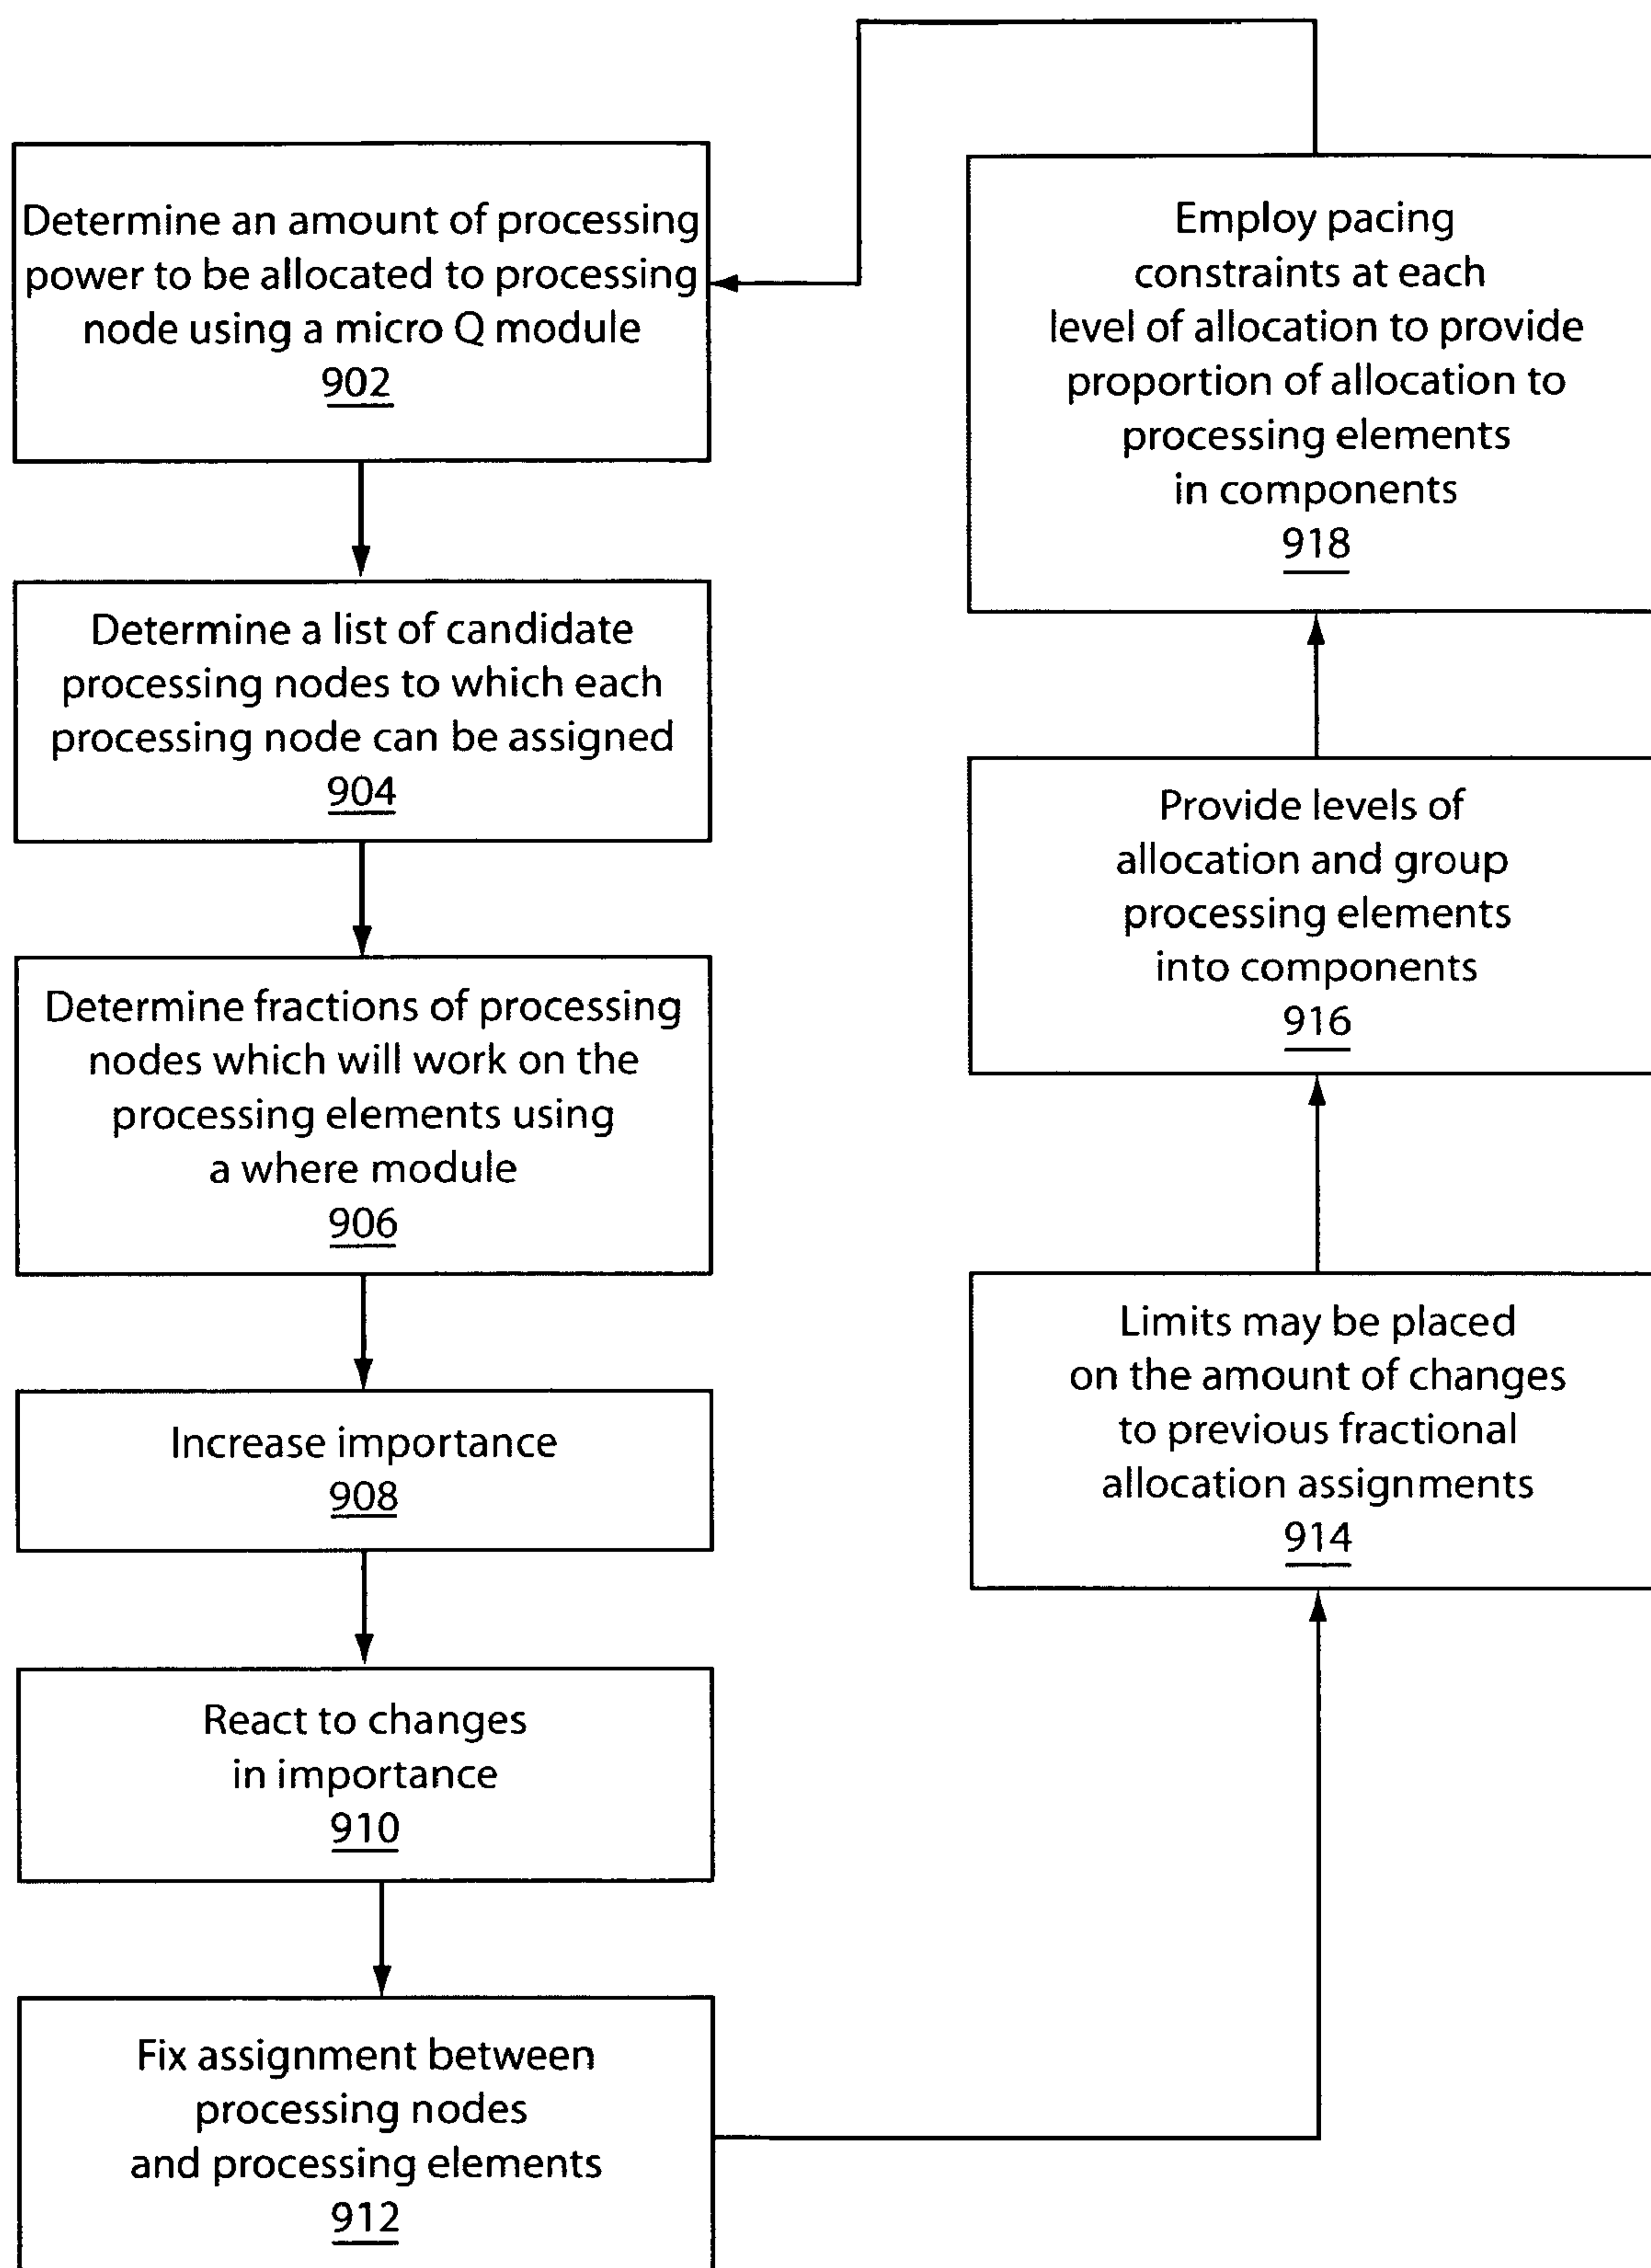 Determine an amount of processing
power to be allocated to processing
node using a micro Q module
902
Determine a list of candidate
processing nodes to which each
processing node can be assigned
904
Determine fractions of processing
nodes which will work on the
processing elements using
a where module
906
Increase importance
908
React to changes
in importance
910
Fix assignment between
processing nodes
and processing elements
912
Limits may be placed
on the amount of changes
to previous fractional
allocation assignments
914
Provide levels of
allocation and group
processing elements
into components
916
Employ pacing
constraints at each
level of allocation to provide
proportion of allocation to
processing elements
in components
918